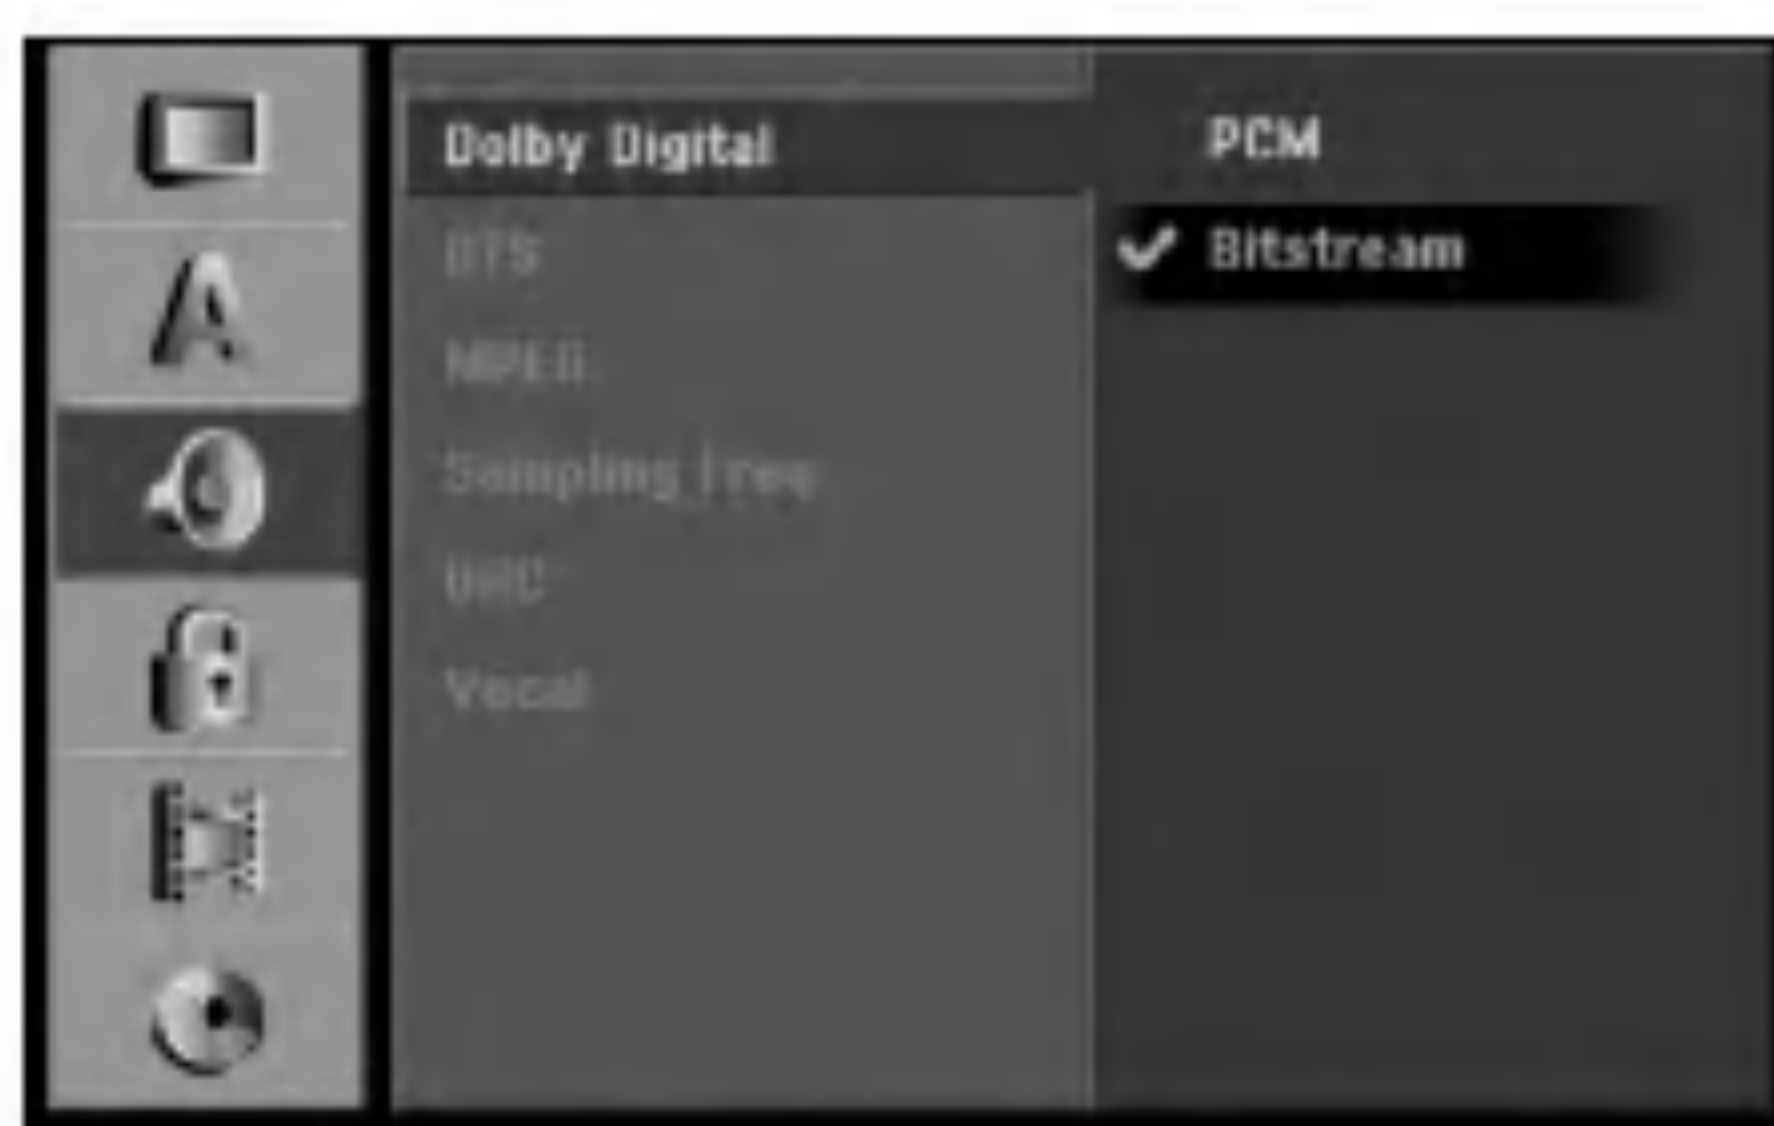 Dolby Digital
DTS
MPEG
Sampling Freq
DRC
Vocal
PCM
Bitstream